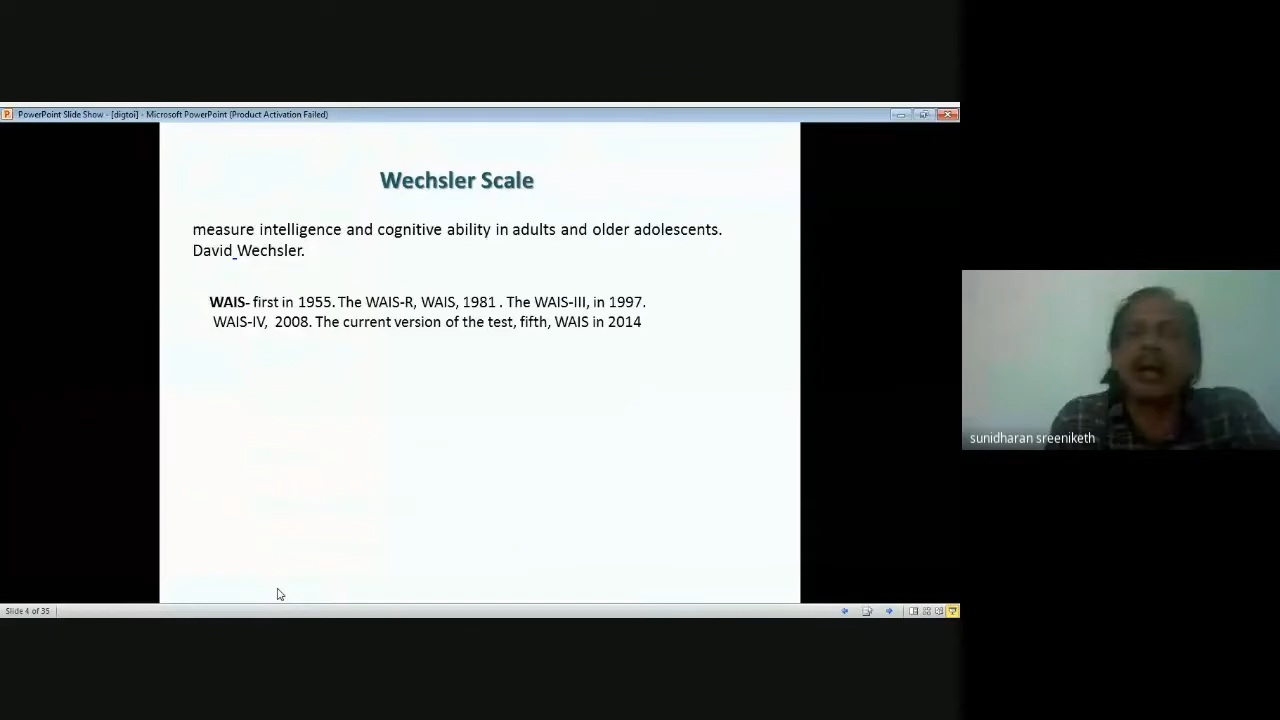 PowerPoint Slide Show - [digtoi] - Microsoft PowerPoint (Product Activation Failed)
Wechsler Scale
measure intelligence and cognitive ability in adults and older adolescents.
David Wechsler.
WAIS- first in 1955. The WAIS-R, WAIS, 1981 . The WAIS-III, in 1997.
WAIS-IV, 2008. The current version of the test, fifth, WAIS in 2014
sunidharan sreeniketh
Slide 4 of 35